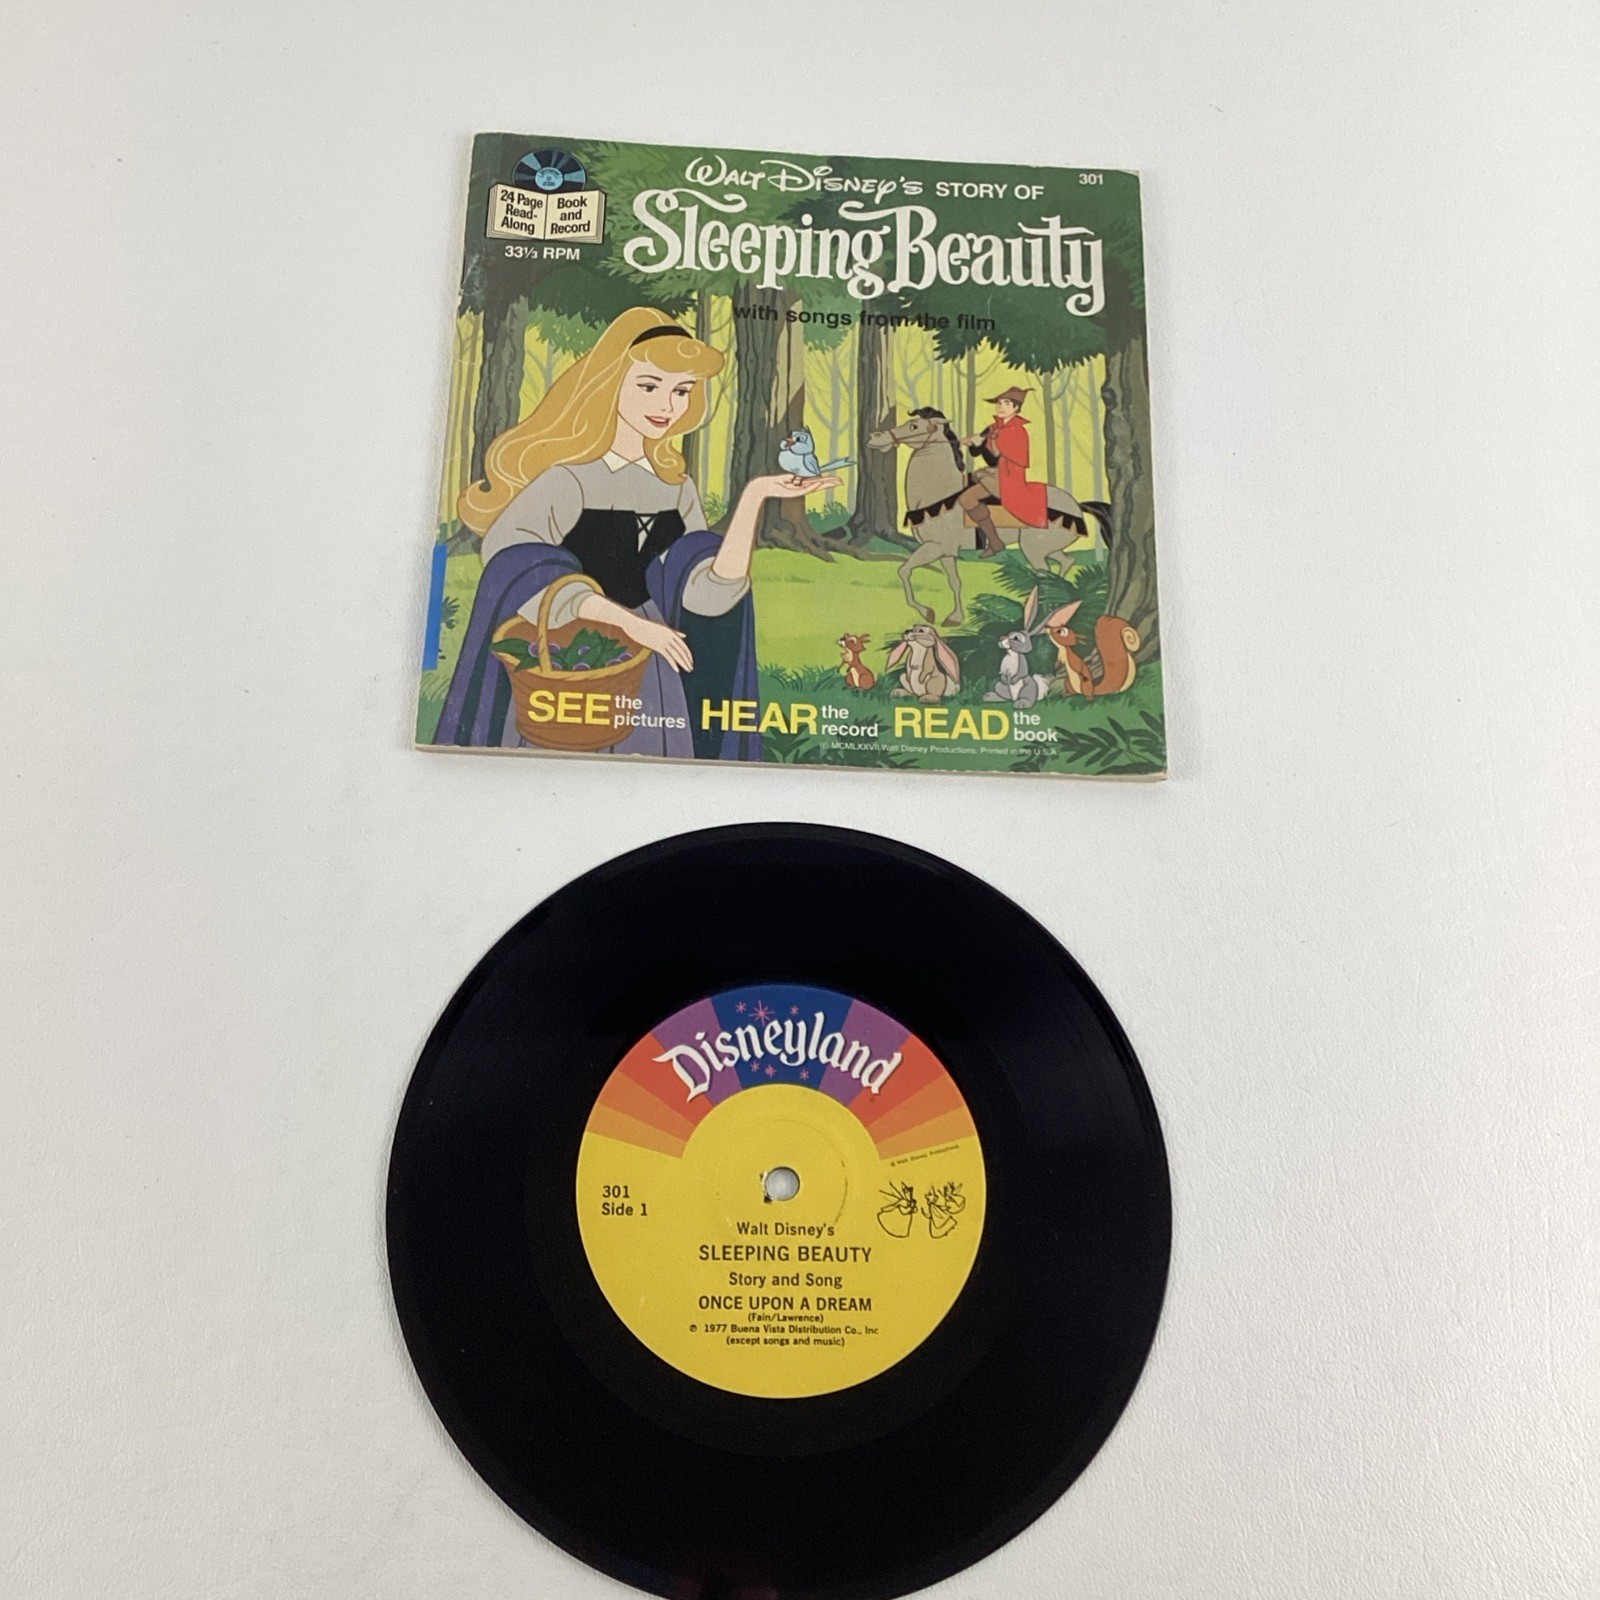 WALT DISNEY'S STORY OF
301
Sleeping Beauty
24 Page Read-Along
Book and Record
33⅓ RPM
with songs from the film
SEE the pictures HEAR the record READ the book
© MCMLXXVII Walt Disney Productions. Printed in the U.S.A.
Disneyland
© Walt Disney Productions
301
Side 1
Walt Disney's
SLEEPING BEAUTY
Story and Song
ONCE UPON A DREAM
(Fain/Lawrence)
℗ 1977 Buena Vista Distribution Co., Inc
(except songs and music)